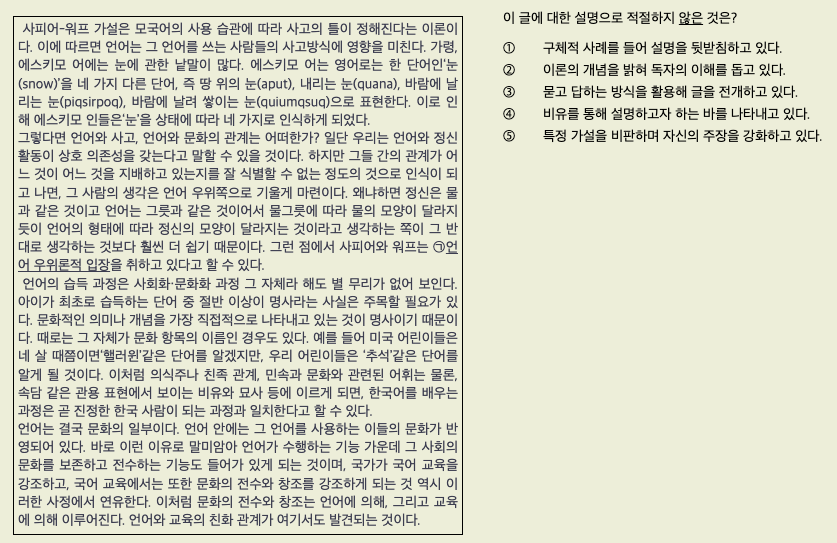 사피어-워프 가설은 모국어의 사용 습관에 따라 사고의 틀이 정해진다는 이론이
다. 이에 따르면 언어는 그 언어를 쓰는 사람들의 사고방식에 영향을 미친다. 가령,
에스키모 어에는 눈에 관한 낱말이 많다. 에스키모 어는 영어로는 한 단어인'눈
(snow)'을 네 가지 다른 단어, 즉 땅 위의 눈(aput), 내리는 눈(quana), 바람에 날
리는 눈(piqsirpoq), 바람에 날려 쌓이는 눈(quiumqsuq)으로 표현한다. 이로 인
해 에스키모 인들은'눈'을 상태에 따라 네 가지로 인식하게 되었다.
그렇다면 언어와 사고, 언어와 문화의 관계는 어떠한가? 일단 우리는 언어와 정신
활동이 상호 의존성을 갖는다고 말할 수 있을 것이다. 하지만 그들 간의 관계가 어
느 것이 어느 것을 지배하고 있는지를 잘 식별할 수 없는 정도의 것으로 인식이 되
고 나면, 그 사람의 생각은 언어 우위쪽으로 기울게 마련이다. 왜냐하면 정신은 물
과 같은 것이고 언어는 그릇과 같은 것이어서 물그릇에 따라 물의 모양이 달라지
듯이 언어의 형태에 따라 정신의 모양이 달라지는 것이라고 생각하는 쪽이 그 반
대로 생각하는 것보다 훨씬 더 쉽기 때문이다. 그런 점에서 사피어와 워프는 ㉠언
어 우위론적 입장을 취하고 있다고 할 수 있다.
언어의 습득 과정은 사회화·문화화 과정 그 자체라 해도 별 무리가 없어 보인다.
아이가 최초로 습득하는 단어 중 절반 이상이 명사라는 사실은 주목할 필요가 있
다. 문화적인 의미나 개념을 가장 직접적으로 나타내고 있는 것이 명사이기 때문이
다. 때로는 그 자체가 문화 항목의 이름인 경우도 있다. 예를 들어 미국 어린이들은
네 살 때쯤이면'핼러윈'같은 단어를 알겠지만, 우리 어린이들은 '추석'같은 단어를
알게 될 것이다. 이처럼 의식주나 친족 관계, 민속과 문화와 관련된 어휘는 물론,
속담 같은 관용 표현에서 보이는 비유와 묘사 등에 이르게 되면, 한국어를 배우는
과정은 곧 진정한 한국 사람이 되는 과정과 일치한다고 할 수 있다.
언어는 결국 문화의 일부이다. 언어 안에는 그 언어를 사용하는 이들의 문화가 반
영되어 있다. 바로 이런 이유로 말미암아 언어가 수행하는 기능 가운데 그 사회의
문화를 보존하고 전수하는 기능도 들어가 있게 되는 것이며, 국가가 국어 교육을
강조하고, 국어 교육에서는 또한 문화의 전수와 창조를 강조하게 되는 것 역시 이
러한 사정에서 연유한다. 이처럼 문화의 전수와 창조는 언어에 의해, 그리고 교육
에 의해 이루어진다. 언어와 교육의 친화 관계가 여기서도 발견되는 것이다.
이 글에 대한 설명으로 적절하지 않은 것은?
① 구체적 사례를 들어 설명을 뒷받침하고 있다.
② 이론의 개념을 밝혀 독자의 이해를 돕고 있다.
③ 묻고 답하는 방식을 활용해 글을 전개하고 있다.
④ 비유를 통해 설명하고자 하는 바를 나타내고 있다.
⑤ 특정 가설을 비판하며 자신의 주장을 강화하고 있다.